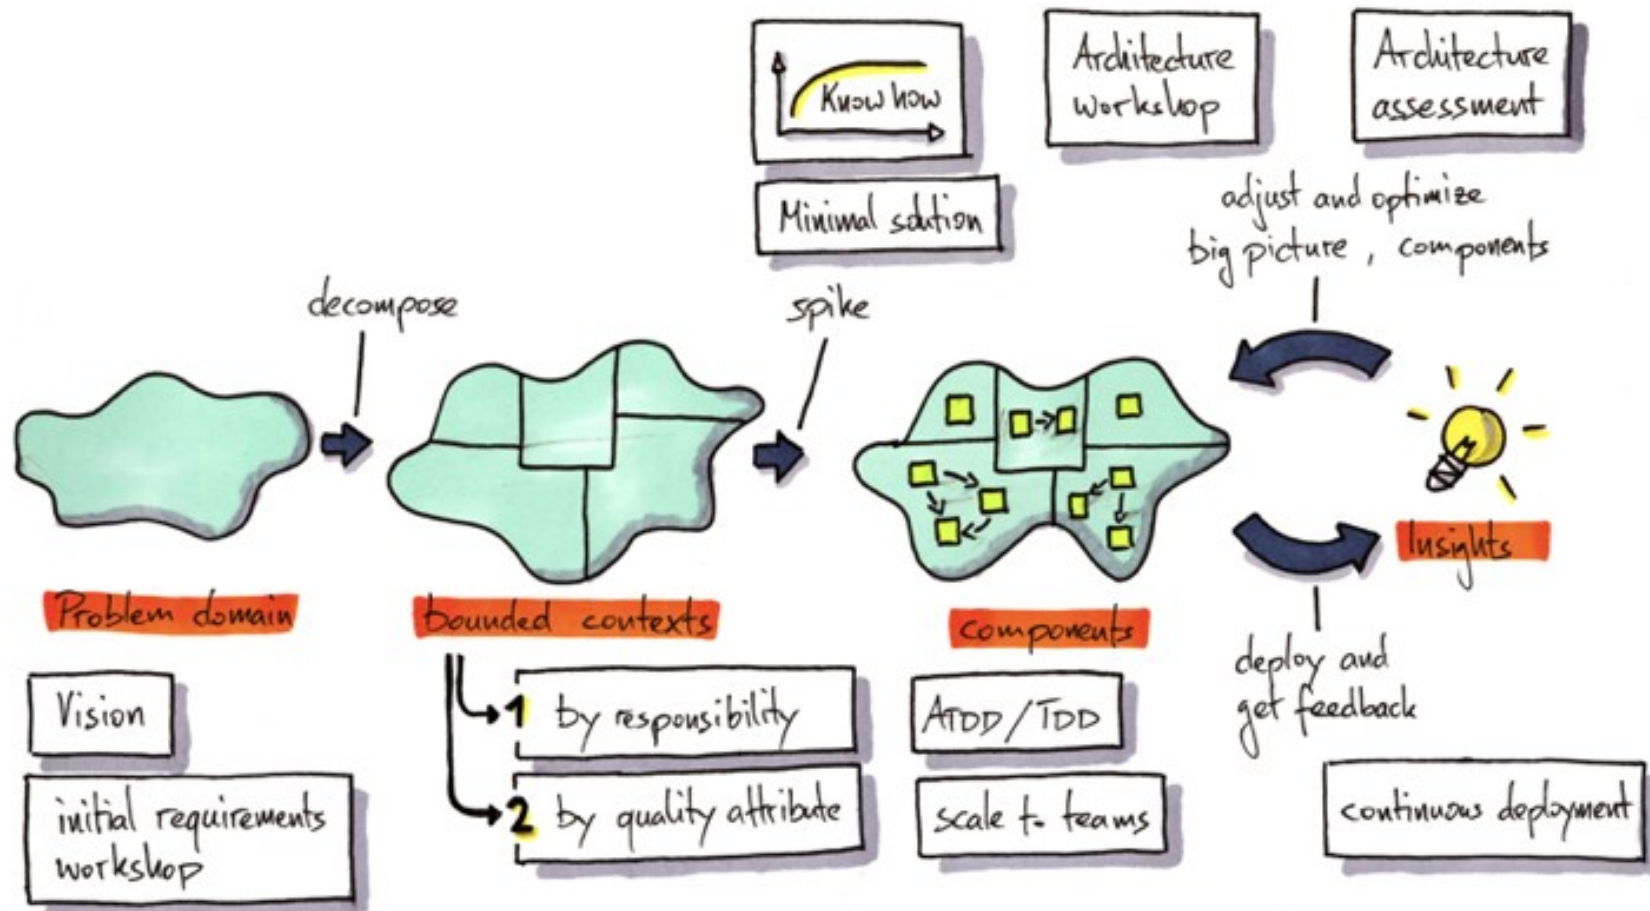 Know how
Architecture
workshop
Architecture
assessment
Minimal solution
adjust and optimize
big picture, components
decompose
spike
Insights
Problem domain
bounded contexts
components
deploy and
get feedback
Vision
1 by responsibility
ATDD/TDD
initial requirements
workshop
2 by quality attribute
scale to teams
continuous deployment